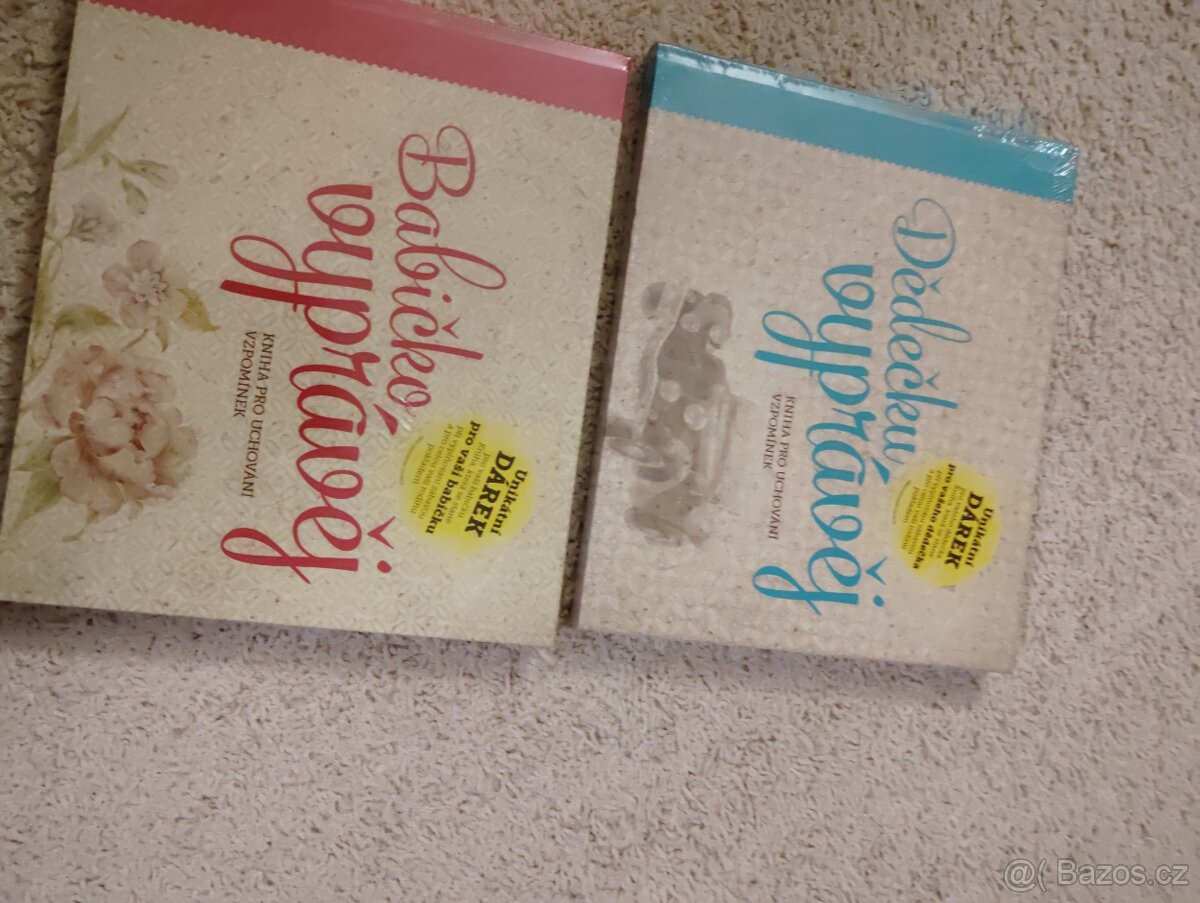 Babičko
vyprávěj
KNIHA PRO UCHOVÁNÍ
VZPOMÍNEK
Unikátní
DÁREK
pro vaši babičku
Dědečku
vyprávěj
KNIHA PRO UCHOVÁNÍ
VZPOMÍNEK
Unikátní
DÁREK
pro vašeho dědečka
@( Bazos.cz